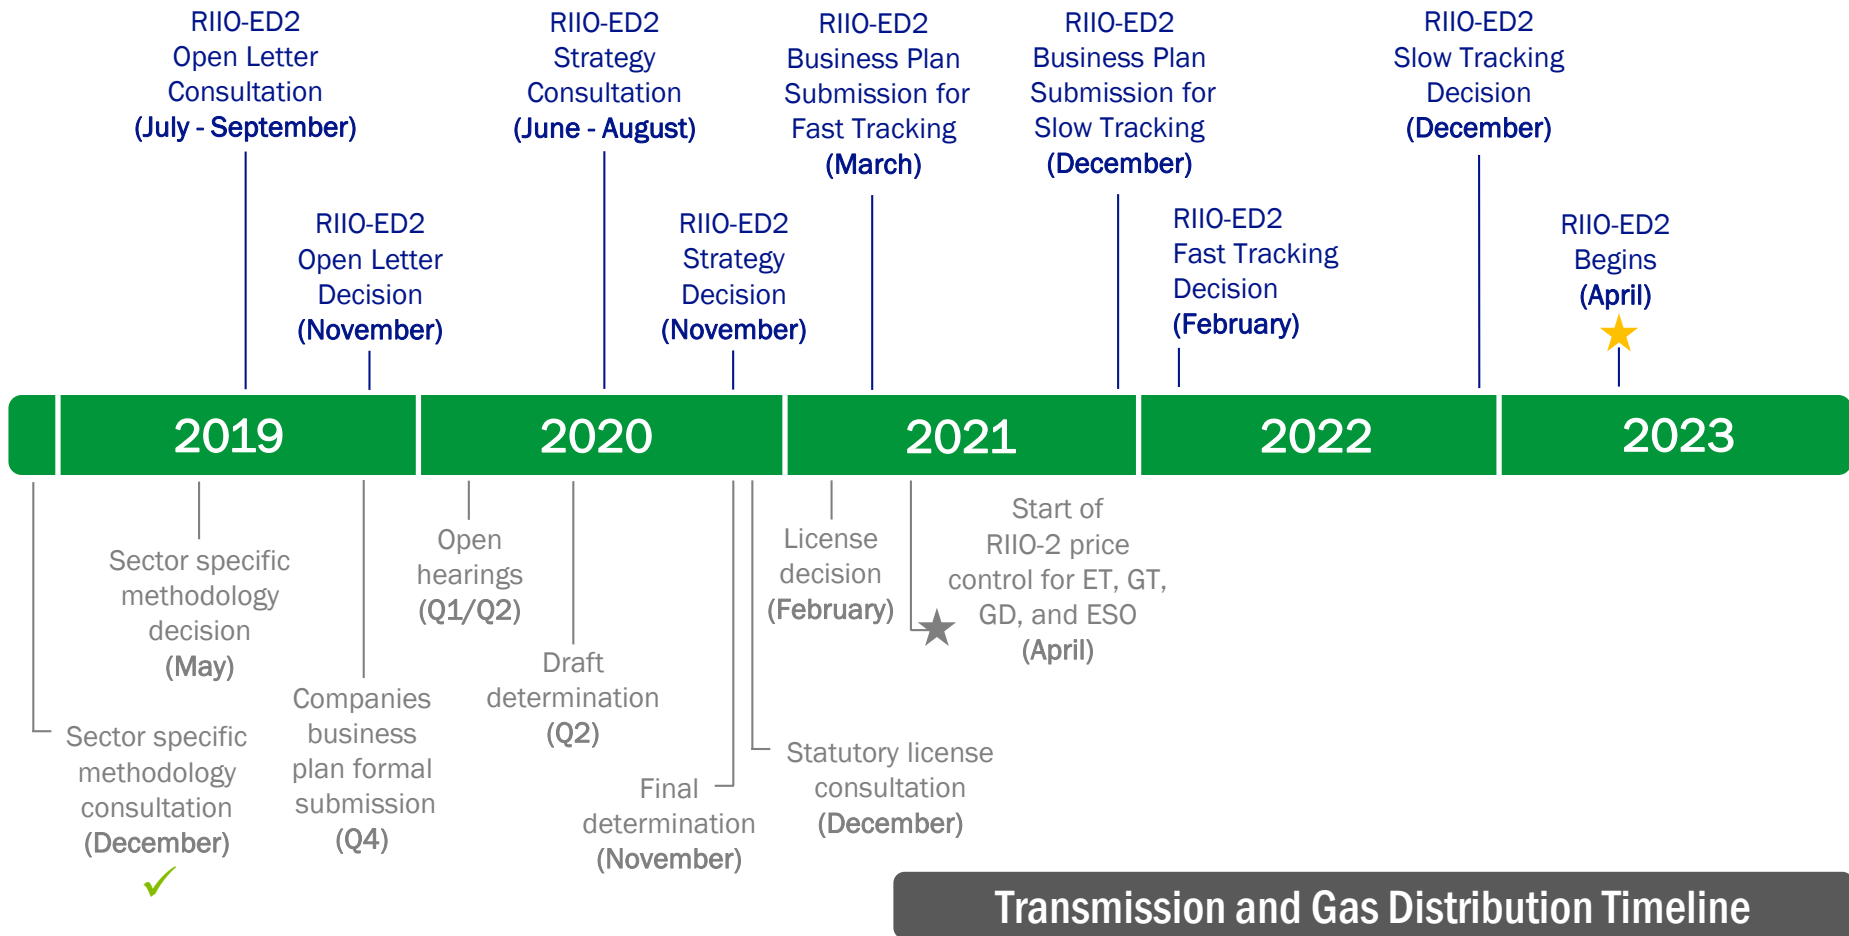 RIIO-ED2
Open Letter
Consultation
(July - September)
RIIO-ED2
Strategy
Consultation
(June - August)
RIIO-ED2
Business Plan
Submission for
Fast Tracking
(March)
RIIO-ED2
Business Plan
Submission for
Slow Tracking
(December)
RIIO-ED2
Slow Tracking
Decision
(December)
RIIO-ED2
Open Letter
Decision
(November)
RIIO-ED2
Strategy
Decision
(November)
RIIO-ED2
Fast Tracking
Decision
(February)
RIIO-ED2
Begins
(April)
2019
2020
2021
2022
2023
Sector specific
methodology
consultation
(December)
Sector specific
methodology
decision
(May)
Companies
business
plan formal
submission
(Q4)
Open
hearings
(Q1/Q2)
Draft
determination
(Q2)
Final
determination
(November)
Statutory license
consultation
(December)
License
decision
(February)
Start of
RIIO-2 price
control for ET, GT,
GD, and ESO
(April)
Transmission and Gas Distribution Timeline